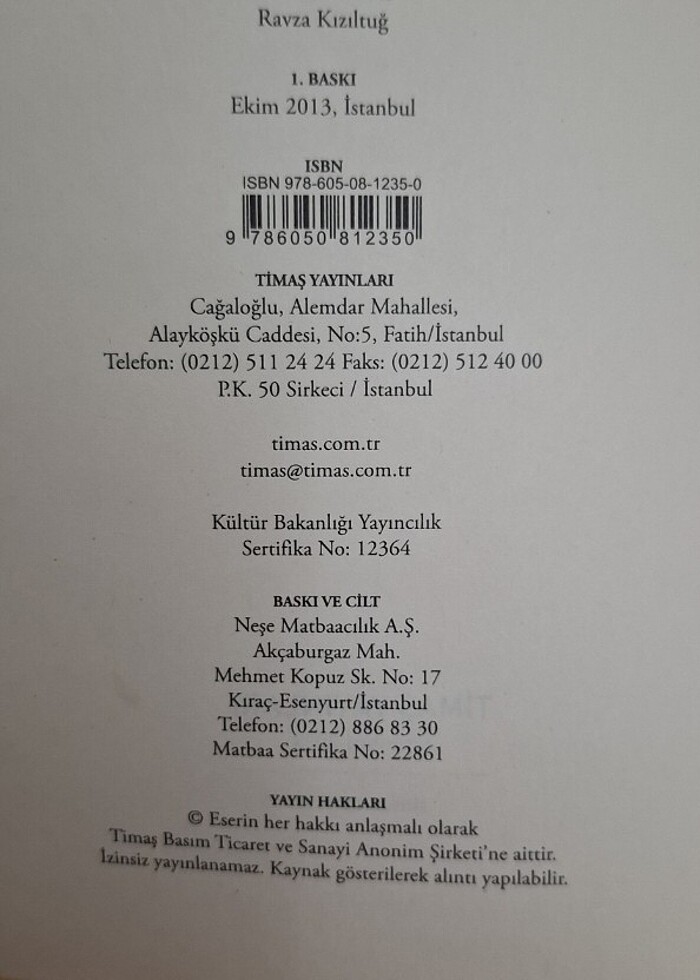 Ravza Kızıltuğ
1. BASKI
Ekim 2013, İstanbul
ISBN
ISBN 978-605-08-1235-0
9 786050 812350
TİMAŞ YAYINLARI
Cağaloğlu, Alemdar Mahallesi,
Alayköşkü Caddesi, No:5, Fatih/İstanbul
Telefon: (0212) 511 24 24 Faks: (0212) 512 40 00
P.K. 50 Sirkeci / İstanbul
timas.com.tr
timas@timas.com.tr
Kültür Bakanlığı Yayıncılık
Sertifika No: 12364
BASKI VE CİLT
Neşe Matbaacılık A.Ş.
Akçaburgaz Mah.
Mehmet Kopuz Sk. No: 17
Kıraç-Esenyurt/İstanbul
Telefon: (0212) 886 83 30
Matbaa Sertifika No: 22861
YAYIN HAKLARI
© Eserin her hakkı anlaşmalı olarak
Timaş Basım Ticaret ve Sanayi Anonim Şirketi'ne aittir.
İzinsiz yayınlanamaz. Kaynak gösterilerek alıntı yapılabilir.